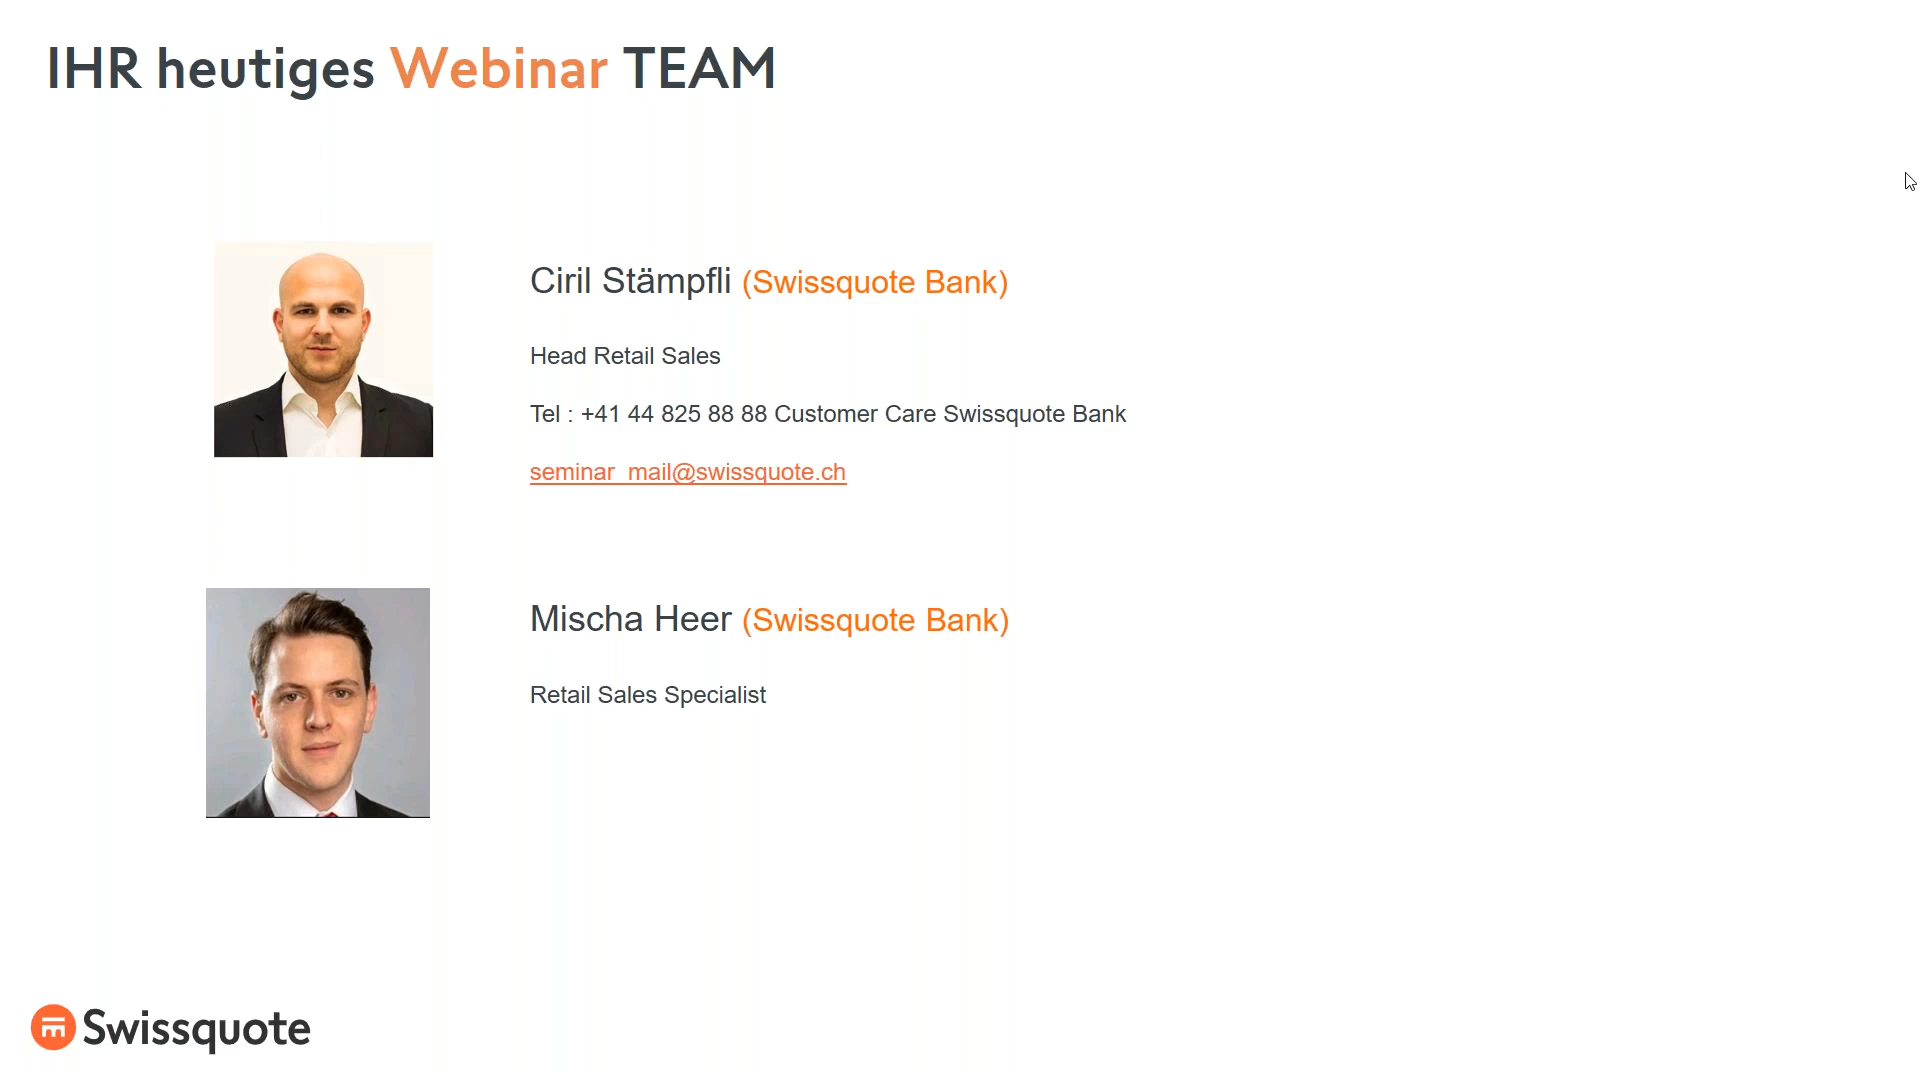 IHR heutiges Webinar TEAM
Ciril Stämpfli (Swissquote Bank)
Head Retail Sales
Tel : +41 44 825 88 88 Customer Care Swissquote Bank
seminar_mail@swissquote.ch
Mischa Heer (Swissquote Bank)
Retail Sales Specialist
Swissquote